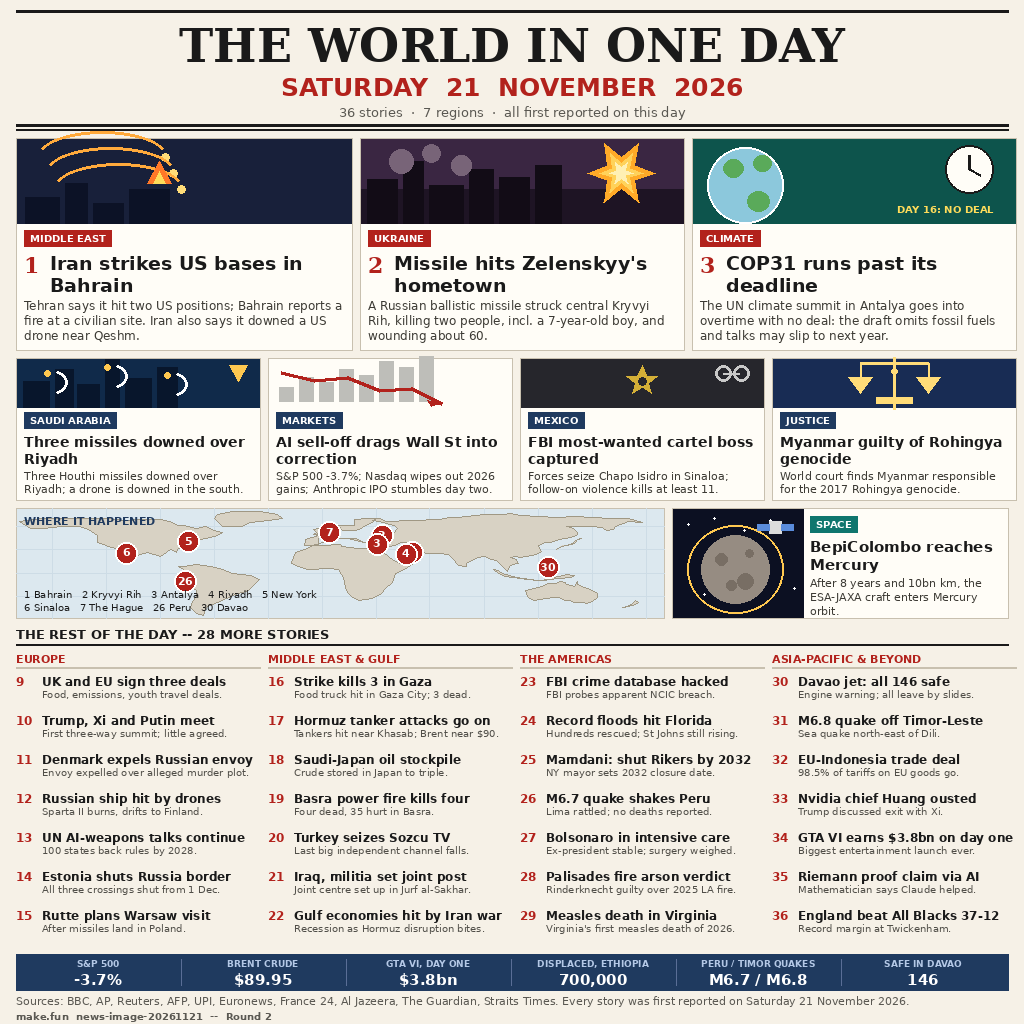 THE WORLD IN ONE DAY
SATURDAY 21 NOVEMBER 2026
36 stories · 7 regions · all first reported on this day
DAY 16: NO DEAL
MIDDLE EAST
1 Iran strikes US bases in
Bahrain
Tehran says it hit two US positions; Bahrain reports a
fire at a civilian site. Iran also says it downed a US
drone near Qeshm.
UKRAINE
2 Missile hits Zelenskyy's
hometown
A Russian ballistic missile struck central Kryvyi
Rih, killing two people, incl. a 7-year-old boy, and
wounding about 60.
CLIMATE
3 COP31 runs past its
deadline
The UN climate summit in Antalya goes into
overtime with no deal: the draft omits fossil fuels
and talks may slip to next year.
SAUDI ARABIA
Three missiles downed over
Riyadh
Three Houthi missiles downed over
Riyadh; a drone is downed in the south.
MARKETS
AI sell-off drags Wall St into
correction
S&P 500 -3.7%; Nasdaq wipes out 2026
gains; Anthropic IPO stumbles day two.
MEXICO
FBI most-wanted cartel boss
captured
Forces seize Chapo Isidro in Sinaloa;
follow-on violence kills at least 11.
JUSTICE
Myanmar guilty of Rohingya
genocide
World court finds Myanmar responsible
for the 2017 Rohingya genocide.
WHERE IT HAPPENED
6
5
26
7
2
3
4
30
1 Bahrain 2 Kryvyi Rih 3 Antalya 4 Riyadh 5 New York
6 Sinaloa 7 The Hague 26 Peru 30 Davao
SPACE
BepiColombo reaches
Mercury
After 8 years and 10bn km, the
ESA-JAXA craft enters Mercury
orbit.
THE REST OF THE DAY -- 28 MORE STORIES
EUROPE
9 UK and EU sign three deals
Food, emissions, youth travel deals.
10 Trump, Xi and Putin meet
First three-way summit; little agreed.
11 Denmark expels Russian envoy
Envoy expelled over alleged murder plot.
12 Russian ship hit by drones
Sparta II burns, drifts to Finland.
13 UN AI-weapons talks continue
100 states back rules by 2028.
14 Estonia shuts Russia border
All three crossings shut from 1 Dec.
15 Rutte plans Warsaw visit
After missiles land in Poland.
MIDDLE EAST & GULF
16 Strike kills 3 in Gaza
Food truck hit in Gaza City; 3 dead.
17 Hormuz tanker attacks go on
Tankers hit near Khasab; Brent near $90.
18 Saudi-Japan oil stockpile
Crude stored in Japan to triple.
19 Basra power fire kills four
Four dead, 35 hurt in Basra.
20 Turkey seizes Sozcu TV
Last big independent channel falls.
21 Iraq, militia set joint post
Joint centre set up in Jurf al-Sakhar.
22 Gulf economies hit by Iran war
Recession as Hormuz disruption bites.
THE AMERICAS
23 FBI crime database hacked
FBI probes apparent NCIC breach.
24 Record floods hit Florida
Hundreds rescued; St Johns still rising.
25 Mamdani: shut Rikers by 2032
NY mayor sets 2032 closure date.
26 M6.7 quake shakes Peru
Lima rattled; no deaths reported.
27 Bolsonaro in intensive care
Ex-president stable; surgery weighed.
28 Palisades fire arson verdict
Rinderknecht guilty over 2025 LA fire.
29 Measles death in Virginia
Virginia's first measles death of 2026.
ASIA-PACIFIC & BEYOND
30 Davao jet: all 146 safe
Engine warning; all leave by slides.
31 M6.8 quake off Timor-Leste
Sea quake north-east of Dili.
32 EU-Indonesia trade deal
98.5% of tariffs on EU goods go.
33 Nvidia chief Huang ousted
Trump discussed exit with Xi.
34 GTA VI earns $3.8bn on day one
Biggest entertainment launch ever.
35 Riemann proof claim via AI
Mathematician says Claude helped.
36 England beat All Blacks 37-12
Record margin at Twickenham.
S&P 500
-3.7%
BRENT CRUDE
$89.95
GTA VI, DAY ONE
$3.8bn
DISPLACED, ETHIOPIA
700,000
PERU / TIMOR QUAKES
M6.7 / M6.8
SAFE IN DAVAO
146
Sources: BBC, AP, Reuters, AFP, UPI, Euronews, France 24, Al Jazeera, The Guardian, Straits Times. Every story was first reported on Saturday 21 November 2026.
make.fun news-image-20261121 -- Round 2